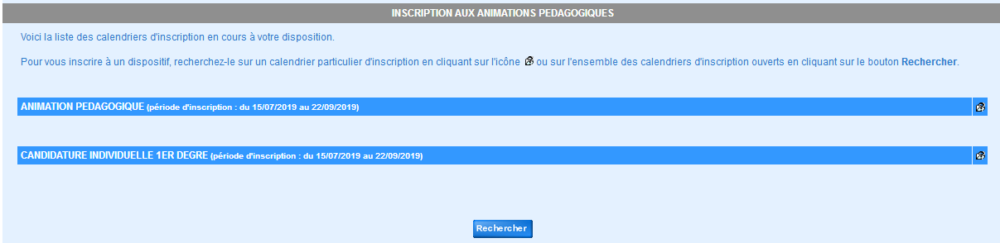 INSCRIPTION AUX ANIMATIONS PEDAGOGIQUES
Voici la liste des calendriers d'inscription en cours à votre disposition.
Pour vous inscrire à un dispositif, recherchez-le sur un calendrier particulier d'inscription en cliquant sur l'icône ou sur l'ensemble des calendriers d'inscription ouverts en cliquant sur le bouton Rechercher.
ANIMATION PEDAGOGIQUE (période d'inscription : du 15/07/2019 au 22/09/2019)
CANDIDATURE INDIVIDUELLE 1ER DEGRE (période d'inscription : du 15/07/2019 au 22/09/2019)
Rechercher